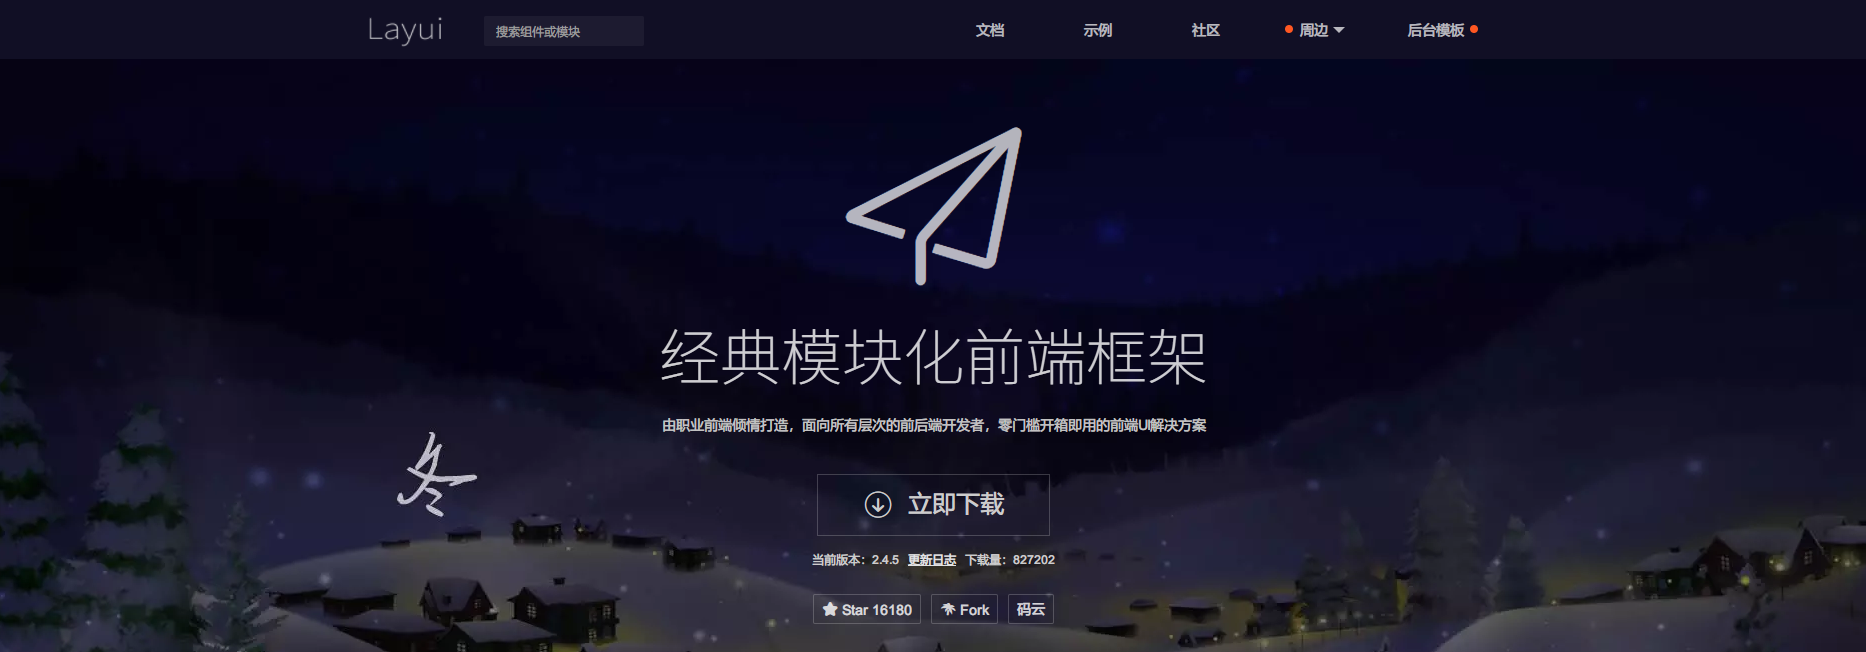 Layui 搜索组件或模块 文档 示例 社区 周边 后台模板
经典模块化前端框架
由职业前端倾情打造，面向所有层次的前后端开发者，零门槛开箱即用的前端UI解决方案
冬
立即下载
当前版本：2.4.5 更新日志 下载量：827202
Star 16180 Fork 码云